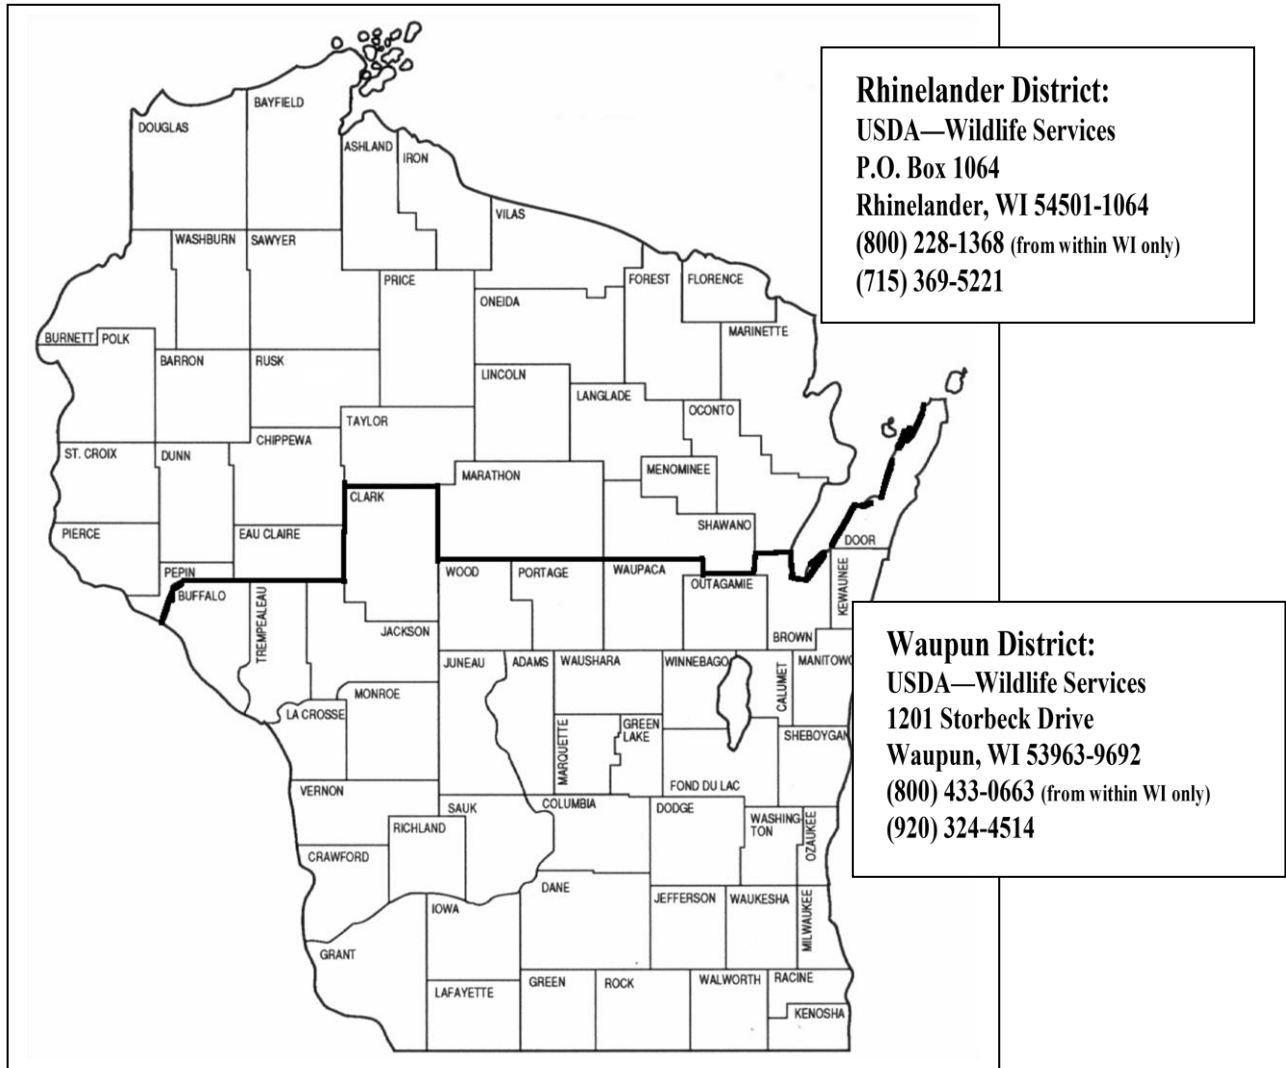 Rhinelander District:
USDA—Wildlife Services
P.O. Box 1064
Rhinelander, WI 54501-1064
(800) 228-1368 (from within WI only)
(715) 369-5221
BAYFIELD
DOUGLAS
ASHLAND
IRON
VILAS
WASHBURN
SAWYER
PRICE
FOREST
FLORENCE
ONEIDA
MARINETTE
BURNETT
POLK
BARRON
RUSK
LINCOLN
LANGLADE
OCONTO
TAYLOR
CHIPPEWA
ST. CROIX
DUNN
MARATHON
MENOMINEE
CLARK
SHAWANO
PIERCE
EAU CLAIRE
DOOR
PEPIN
WOOD
PORTAGE
WAUPACA
OUTAGAMIE
KEWAUNEE
BUFFALO
TREMPEALEAU
JACKSON
BROWN
JUNEAU
ADAMS
WAUSHARA
WINNEBAGO
CALUMET
MANITOWO
MONROE
LA CROSSE
MARQUETTE
GREEN
LAKE
SHEBOYGAN
FOND DU LAC
VERNON
SAUK
COLUMBIA
DODGE
WASHING-
TON
OZAUKEE
RICHLAND
CRAWFORD
DANE
JEFFERSON
WAUKESHA
MILWAUKEE
IOWA
GRANT
LAFAYETTE
GREEN
ROCK
WALWORTH
RACINE
KENOSHA
Waupun District:
USDA—Wildlife Services
1201 Storbeck Drive
Waupun, WI 53963-9692
(800) 433-0663 (from within WI only)
(920) 324-4514